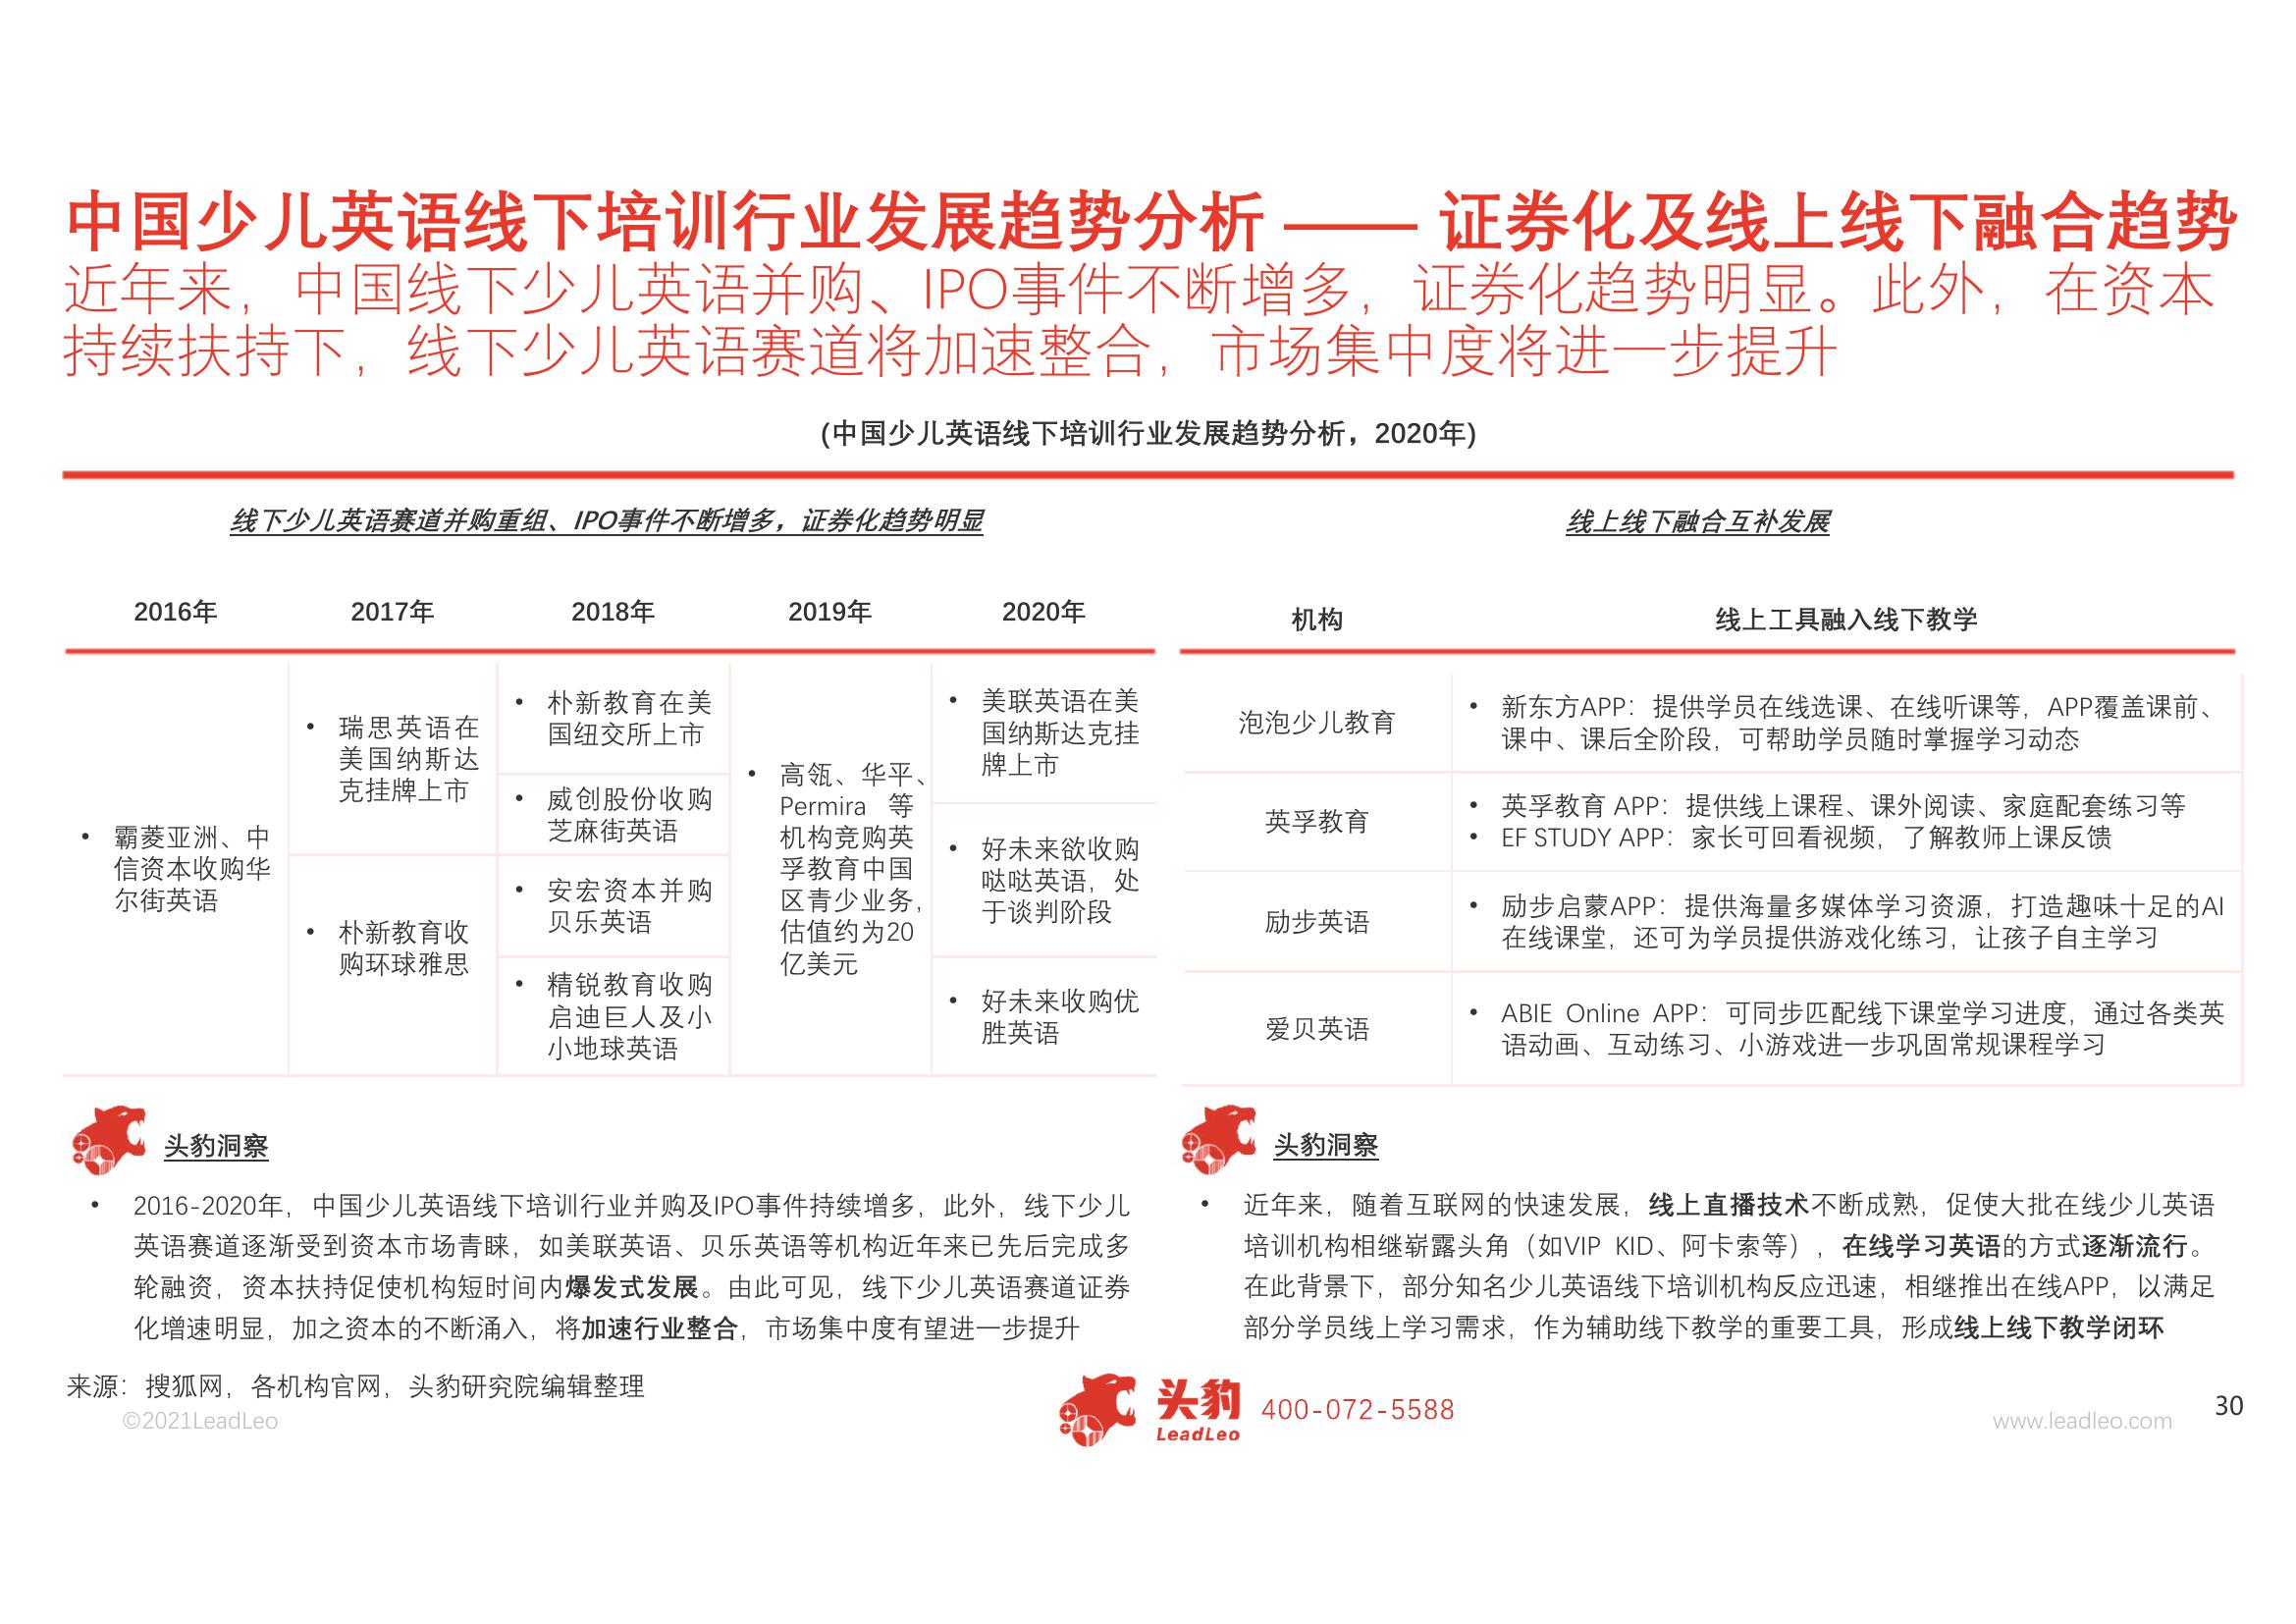 中国少儿英语线下培训行业发展趋势分析 —— 证券化及线上线下融合趋势
近年来，中国线下少儿英语并购、IPO事件不断增多，证券化趋势明显。此外，在资本
持续扶持下，线下少儿英语赛道将加速整合，市场集中度将进一步提升
(中国少儿英语线下培训行业发展趋势分析，2020年)
线下少儿英语赛道并购重组、IPO事件不断增多，证券化趋势明显
2016年
2017年
2018年
2019年
2020年
• 霸菱亚洲、中
信资本收购华
尔街英语
• 瑞思英语在
美国纳斯达
克挂牌上市
• 朴新教育收
购环球雅思
• 朴新教育在美
国纽交所上市
• 威创股份收购
芝麻街英语
• 安宏资本并购
贝乐英语
• 精锐教育收购
启迪巨人及小
小地球英语
• 高瓴、华平、
Permira 等
机构竞购英
孚教育中国
区青少业务，
估值约为20
亿美元
• 美联英语在美
国纳斯达克挂
牌上市
• 好未来欲收购
哒哒英语，处
于谈判阶段
• 好未来收购优
胜英语
线上线下融合互补发展
机构
线上工具融入线下教学
泡泡少儿教育
• 新东方APP：提供学员在线选课、在线听课等，APP覆盖课前、
课中、课后全阶段，可帮助学员随时掌握学习动态
英孚教育
• 英孚教育 APP：提供线上课程、课外阅读、家庭配套练习等
• EF STUDY APP：家长可回看视频，了解教师上课反馈
励步英语
• 励步启蒙APP：提供海量多媒体学习资源，打造趣味十足的AI
在线课堂，还可为学员提供游戏化练习，让孩子自主学习
爱贝英语
• ABIE Online APP：可同步匹配线下课堂学习进度，通过各类英
语动画、互动练习、小游戏进一步巩固常规课程学习
头豹洞察
• 2016-2020年，中国少儿英语线下培训行业并购及IPO事件持续增多，此外，线下少儿
英语赛道逐渐受到资本市场青睐，如美联英语、贝乐英语等机构近年来已先后完成多
轮融资，资本扶持促使机构短时间内爆发式发展。由此可见，线下少儿英语赛道证券
化增速明显，加之资本的不断涌入，将加速行业整合，市场集中度有望进一步提升
头豹洞察
• 近年来，随着互联网的快速发展，线上直播技术不断成熟，促使大批在线少儿英语
培训机构相继崭露头角（如VIP KID、阿卡索等），在线学习英语的方式逐渐流行。
在此背景下，部分知名少儿英语线下培训机构反应迅速，相继推出在线APP，以满足
部分学员线上学习需求，作为辅助线下教学的重要工具，形成线上线下教学闭环
来源：搜狐网，各机构官网，头豹研究院编辑整理
©2021LeadLeo
头豹
LeadLeo
400-072-5588
www.leadleo.com
30